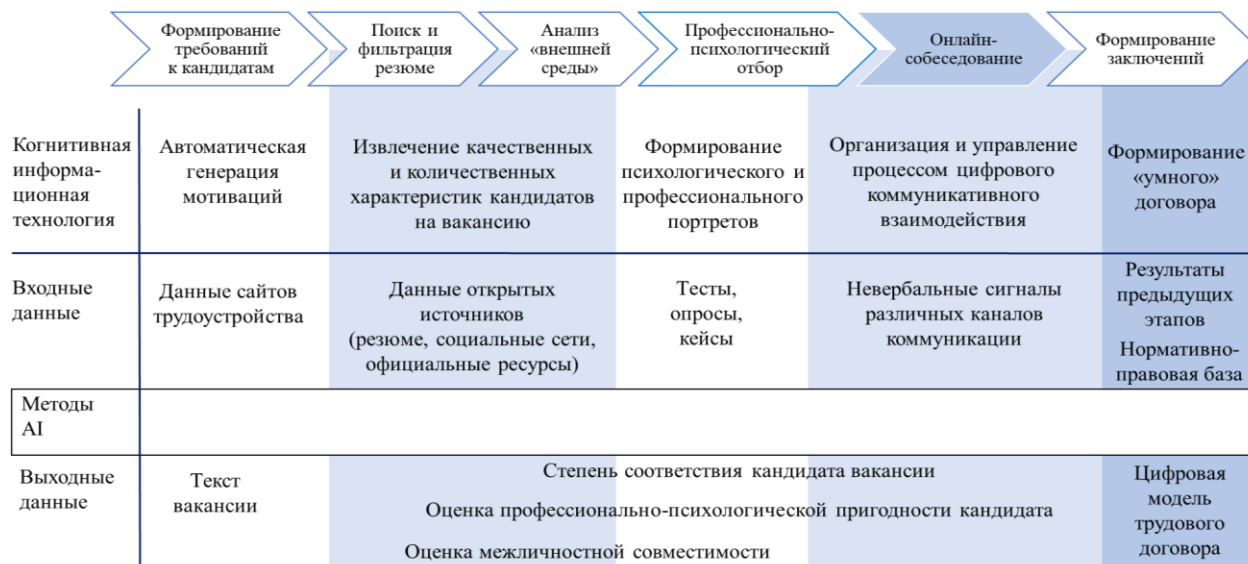 Формирование
требований
к кандидатам
Поиск и
фильтрация
резюме
Анализ
«внешней
среды»
Профессионально-
психологический
отбор
Онлайн-
собеседование
Формирование
заключений
Когнитивная
информа-
ционная
технология
Автоматическая
генерация
мотиваций
Извлечение качественных
и количественных
характеристик кандидатов
на вакансию
Формирование
психологического и
профессионального
портретов
Организация и управление
процессом цифрового
коммуникативного
взаимодействия
Формирование
«умного»
договора
Входные
данные
Данные сайтов
трудоустройства
Данные открытых
источников
(резюме, социальные сети,
официальные ресурсы)
Тесты,
опросы,
кейсы
Невербальные сигналы
различных каналов
коммуникации
Результаты
предыдущих
этапов
Нормативно-
правовая база
Методы
AI
Выходные
данные
Текст
вакансии
Степень соответствия кандидата вакансии
Оценка профессионально-психологической пригодности кандидата
Оценка межличностной совместимости
Цифровая
модель
трудового
договора